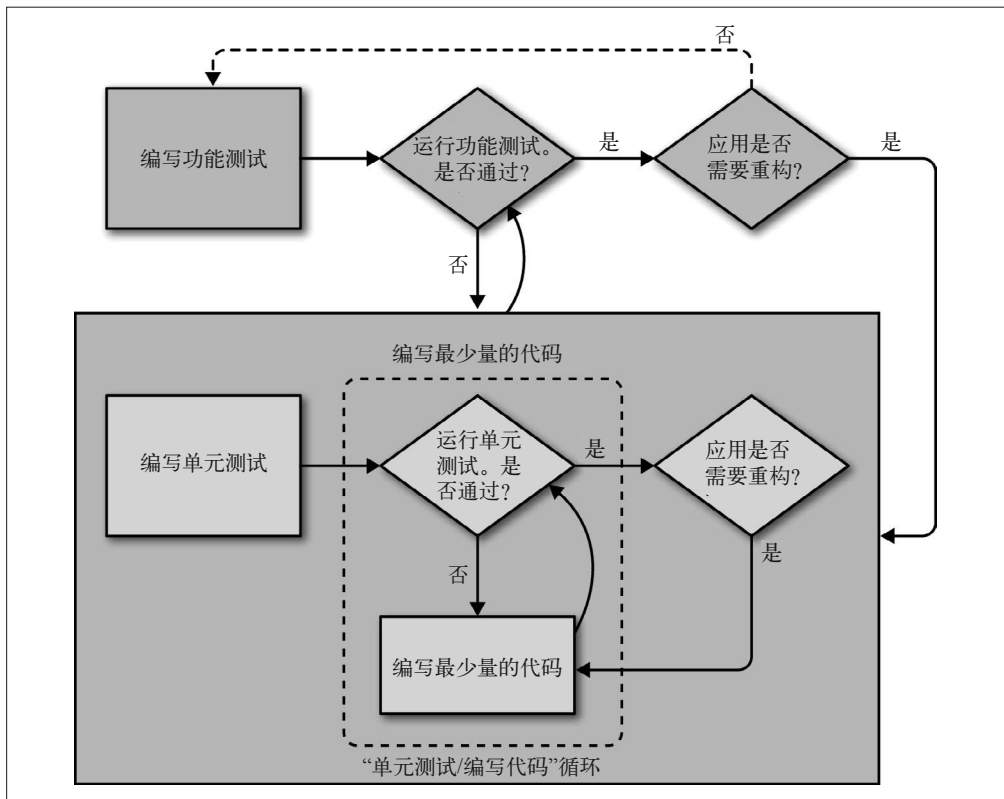 否
编写功能测试
运行功能测试。
是否通过?
是
应用是否
需要重构?
是
否
编写最少量的代码
编写单元测试
运行单元
测试。是
否通过?
是
应用是否
需要重构?
否
是
编写最少量的代码
“单元测试/编写代码”循环